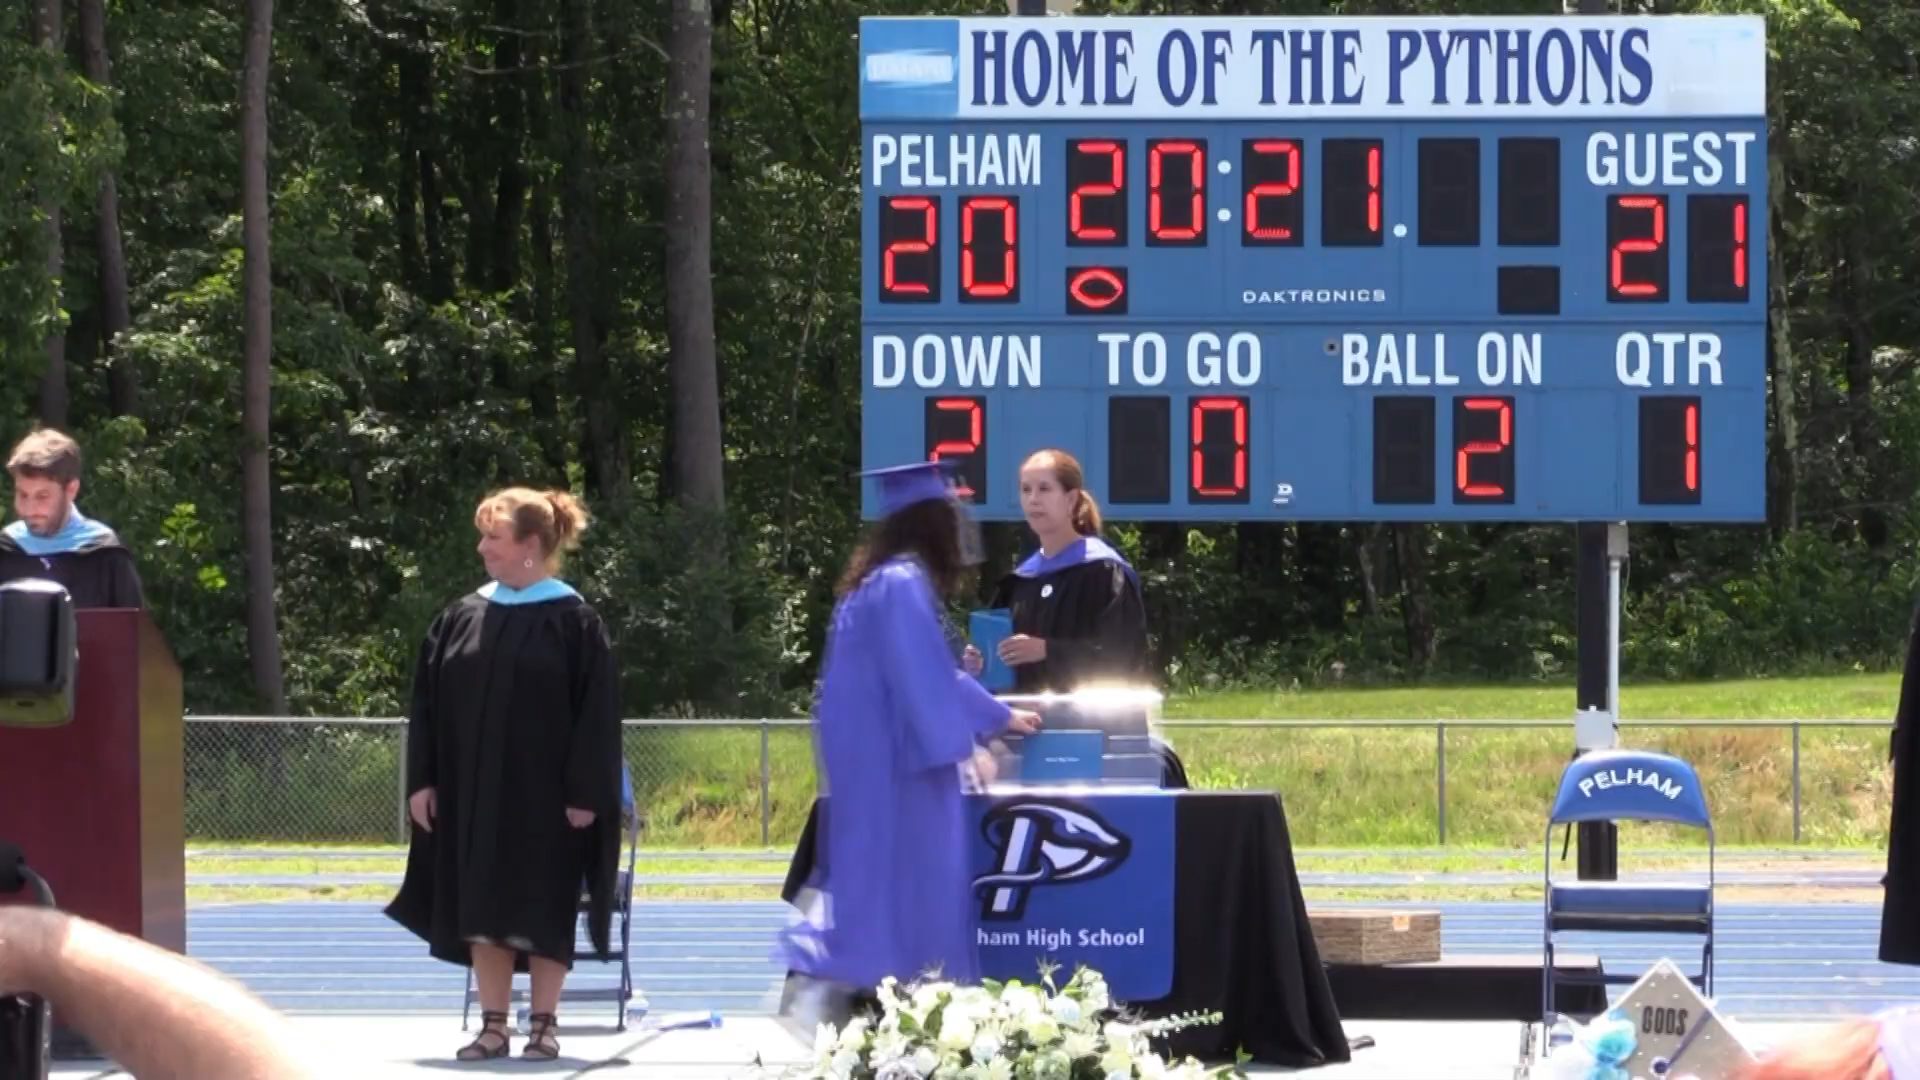 HOME OF THE PYTHONS
PELHAM 20:21. GUEST
20 21
DAKTRONICS
DOWN TO GO BALL ON QTR
2 0 2 1
PELHAM
ham High School
GODS